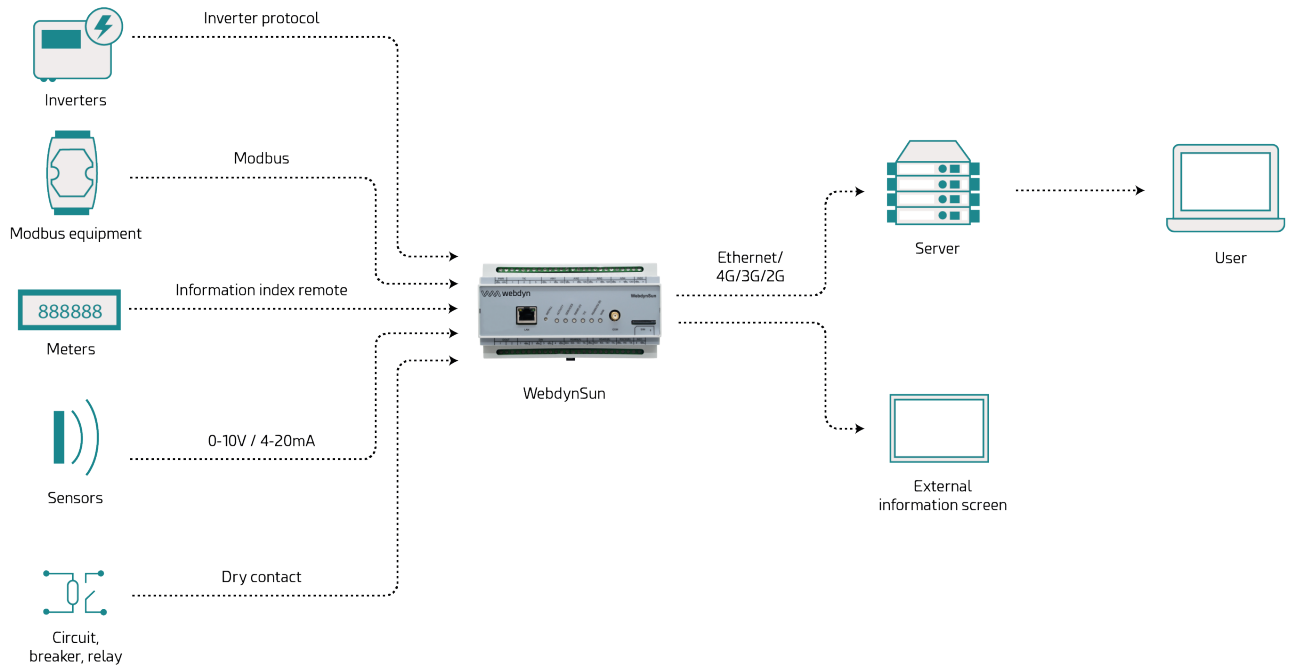 Inverter protocol
Inverters
Modbus
Modbus equipment
Information index remote
888888
Meters
0-10V / 4-20mA
Sensors
Dry contact
Circuit,
breaker, relay
webdyn
WebdynSun
WebdynSun
Ethernet/
4G/3G/2G
Server
User
External
information screen